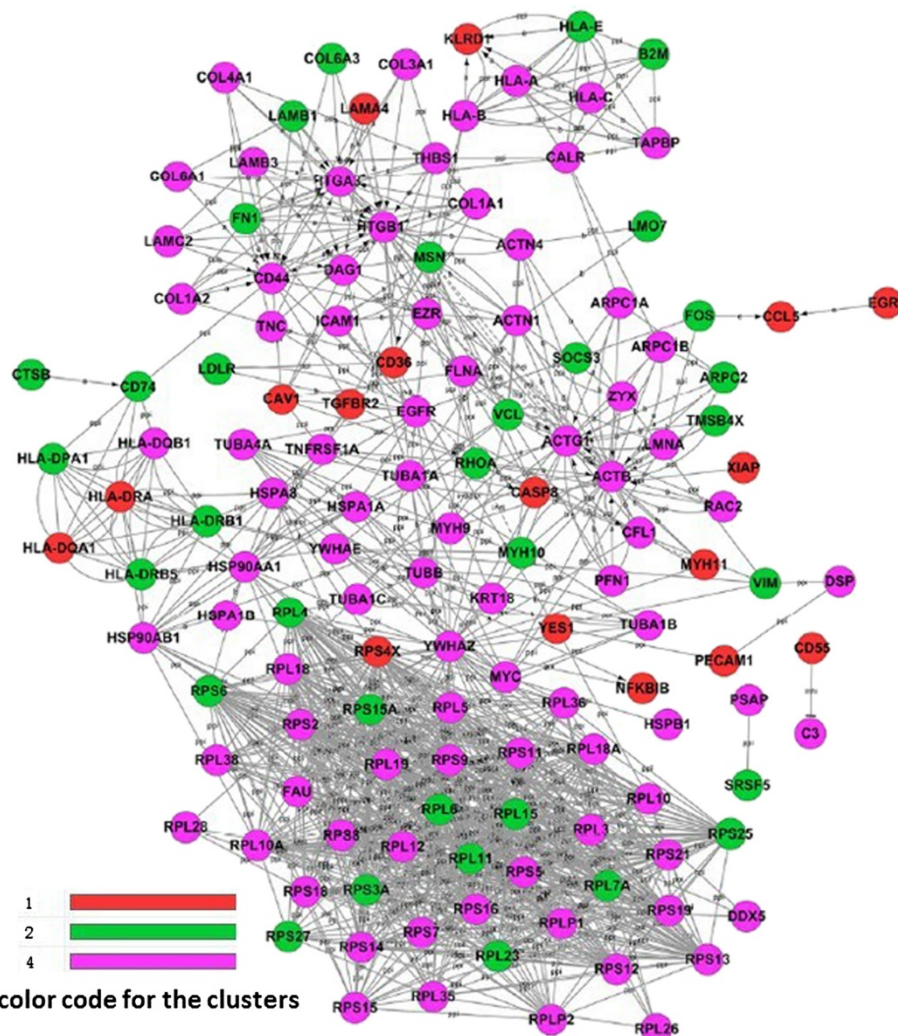 HLA-E
KLRD1
B2M
COL6A3
COL3A1
COL4A1
HLA-A
HLA-C
LAMB1
LAMA4
HLA-B
TAPBP
THBS1
CALR
LAMB3
COL6A1
ITGA3
COL1A1
FN1
ITGB1
LMO7
LAMC2
ACTN4
MSN
DAG1
CD44
COL1A2
ARPC1A
EGR
FOS
CCL5
TNC
ICAM1
EZR
ACTN1
ARPC1B
SOCS3
CD36
LDLR
CTSB
CD74
FLNA
ARPC2
ZYX
CAV1
TGFBR2
EGFR
VCL
TMSB4X
HLA-DQB1
TUBA4A
TNFRSF1A
ACTG1
LMNA
HLA-DPA1
RHOA
XIAP
TUBA1A
ACTB
HLA-DRA
HSPA8
CASP8
HSPA1A
RAC2
HLA-DRB1
MYH9
CFL1
HLA-DQA1
YWHAE
MYH10
MYH11
HLA-DRB5
HSP90AA1
TUBB
PFN1
VIM
DSP
TUBA1C
KRT18
HSPA1B
RPL4
HSP90AB1
YES1
TUBA1B
RPS4X
YWHAZ
PECAM1
CD55
RPL18
MYC
RPS6
NFKBIB
PSAP
RPS15A
RPL5
RPL36
RPS2
HSPB1
C3
RPL38
RPL19
RPS9
RPS11
RPL18A
SRSF5
FAU
RPL10
RPL6
RPL15
RPL28
RPL10A
RPS8
RPL12
RPL3
RPS25
RPL11
RPS21
RPS5
RPS18
RPS3A
RPL7A
1
RPS16
RPLP1
RPS19
DDX5
2
RPS27
RPS14
RPS7
RPL23
4
RPS12
RPS13
color code for the clusters
RPS15
RPL35
RPLP2
RPL26